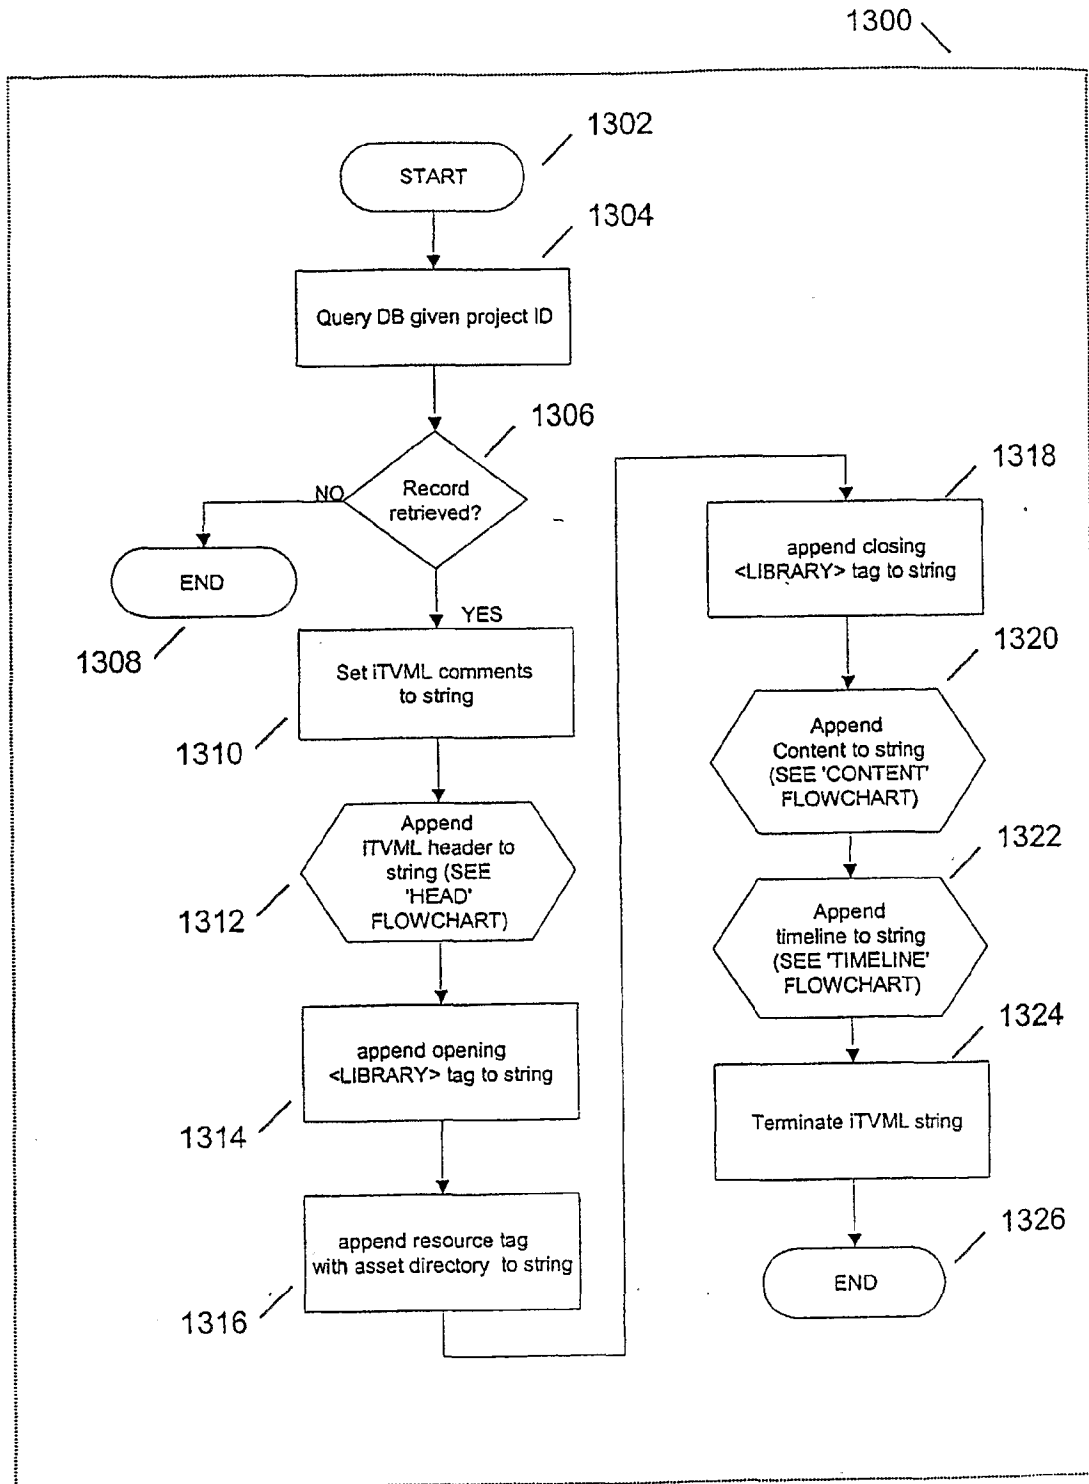 1300
1302
START
1304
Query DB given project ID
1306
Record
retrieved?
NO
END
1308
YES
Set iTVML comments
to string
1310
Append
iTVML header to
string (SEE
'HEAD'
FLOWCHART)
1312
append opening
<LIBRARY> tag to string
1314
append resource tag
with asset directory to string
1316
1318
append closing
<LIBRARY> tag to string
1320
Append
Content to string
(SEE 'CONTENT'
FLOWCHART)
1322
Append
timeline to string
(SEE 'TIMELINE'
FLOWCHART)
1324
Terminate iTVML string
1326
END